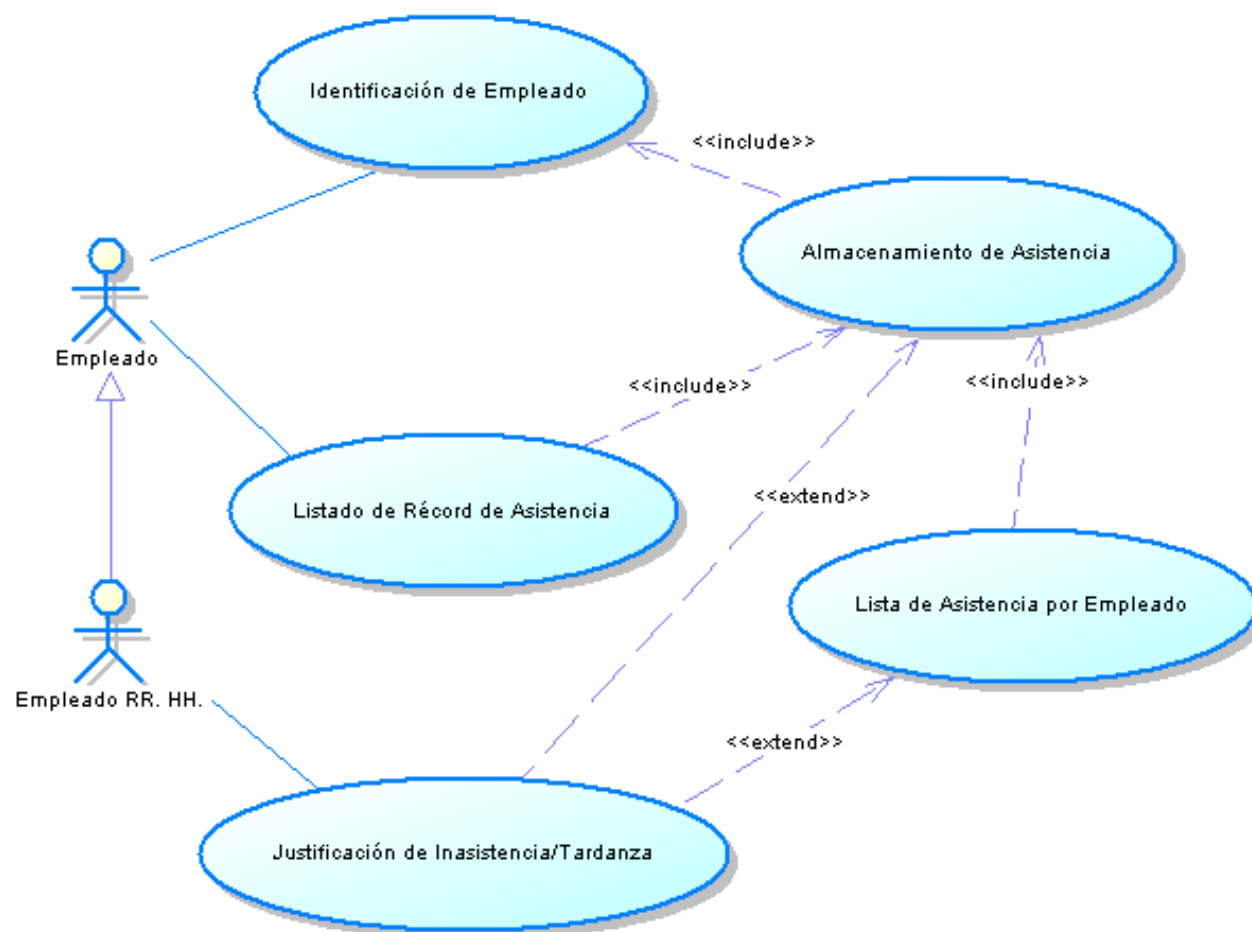 Identificación de Empleado
<<include>>
Almacenamiento de Asistencia
Empleado
<<include>>
<<include>>
<<extend>>
Listado de Récord de Asistencia
Lista de Asistencia por Empleado
Empleado RR. HH.
<<extend>>
Justificación de Inasistencia/Tardanza